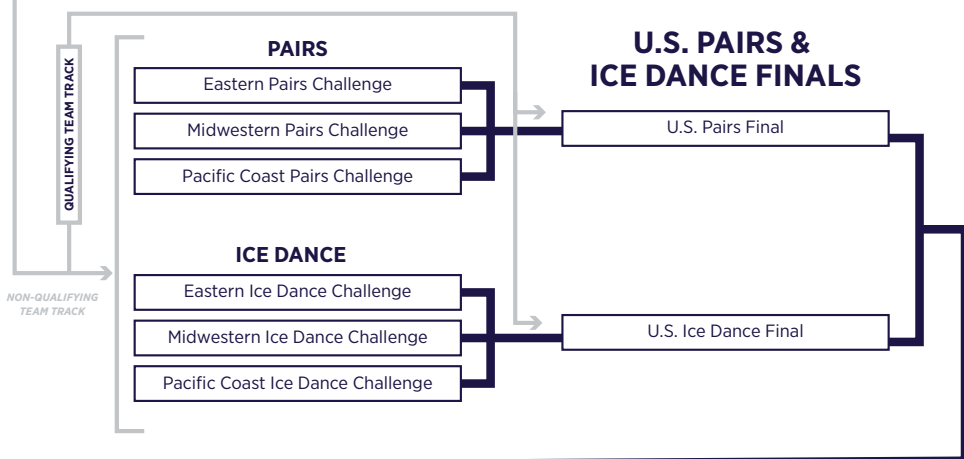 QUALIFYING TEAM TRACK
NON-QUALIFYING
TEAM TRACK
PAIRS
Eastern Pairs Challenge
Midwestern Pairs Challenge
Pacific Coast Pairs Challenge
ICE DANCE
Eastern Ice Dance Challenge
Midwestern Ice Dance Challenge
Pacific Coast Ice Dance Challenge
U.S. PAIRS &
ICE DANCE FINALS
U.S. Pairs Final
U.S. Ice Dance Final